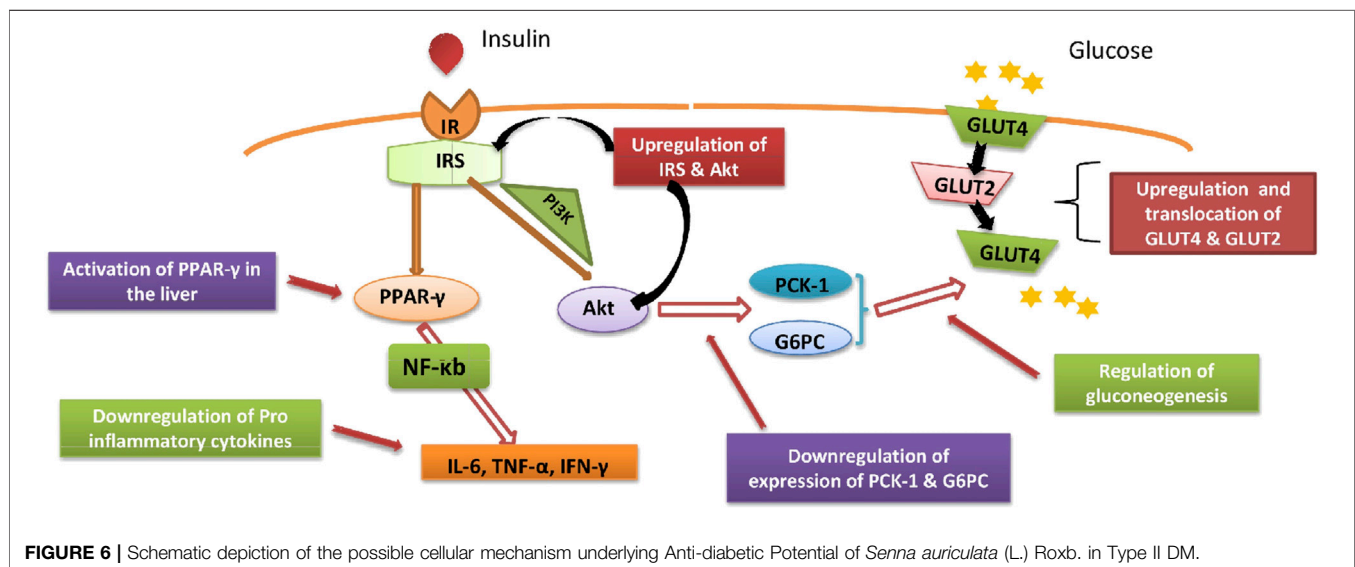 Insulin
Glucose
IR
IRS
PI3K
Upregulation of
IRS & Akt
GLUT4
GLUT2
GLUT4
Upregulation and
translocation of
GLUT4 & GLUT2
Activation of PPAR-γ in
the liver
PPAR-γ
Akt
PCK-1
G6PC
NF-κb
Regulation of
gluconeogenesis
Downregulation of Pro
inflammatory cytokines
IL-6, TNF-α, IFN-γ
Downregulation of
expression of PCK-1 & G6PC
FIGURE 6 | Schematic depiction of the possible cellular mechanism underlying Anti-diabetic Potential of Senna auriculata (L.) Roxb. in Type II DM.